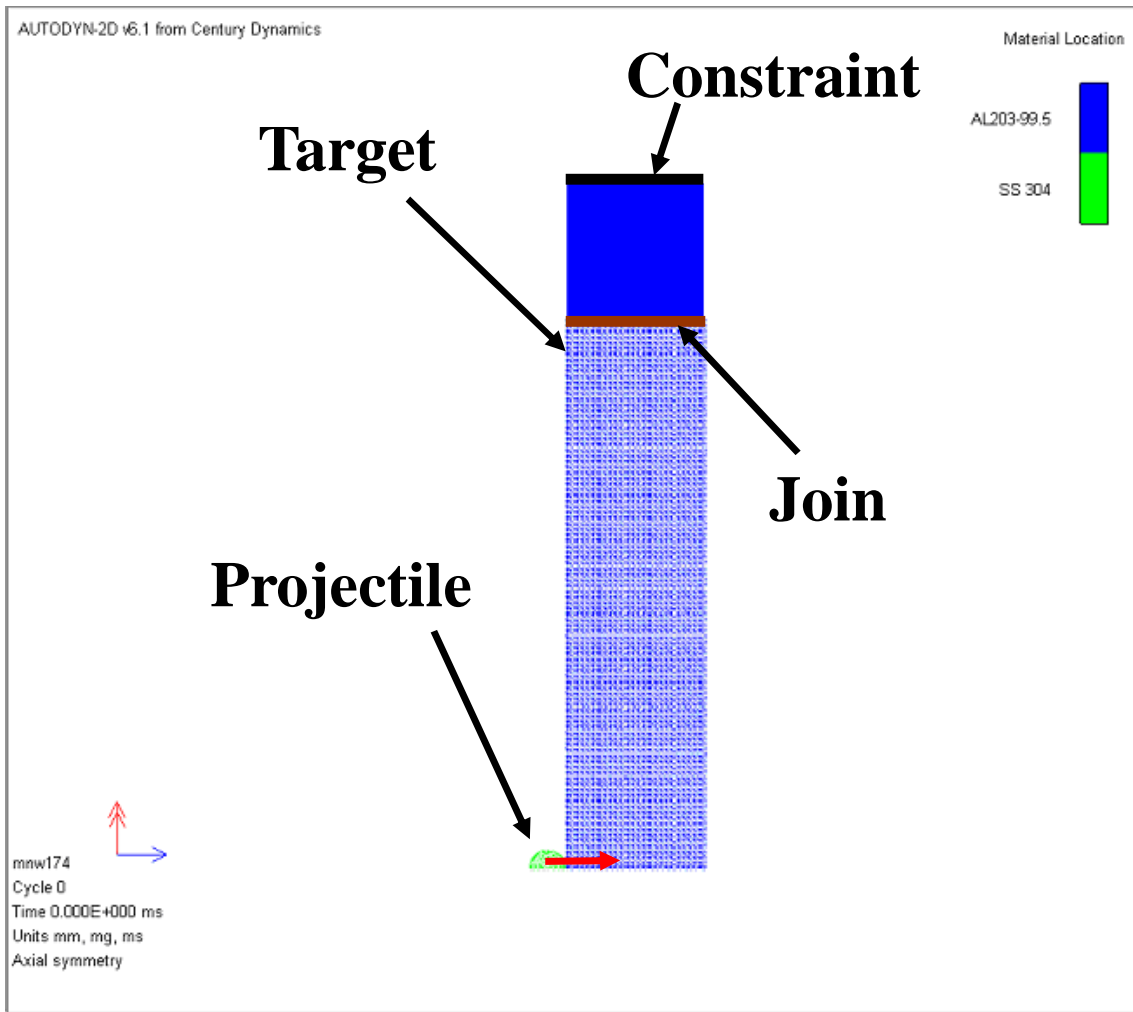 AUTODYN-2D v6.1 from Century Dynamics
Material Location
Constraint
AL203-99.5
Target
SS 304
Join
Projectile
mnw174
Cycle 0
Time 0.000E+000 ms
Units mm, mg, ms
Axial symmetry